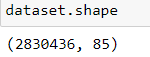 dataset.shape
(2830436, 85)